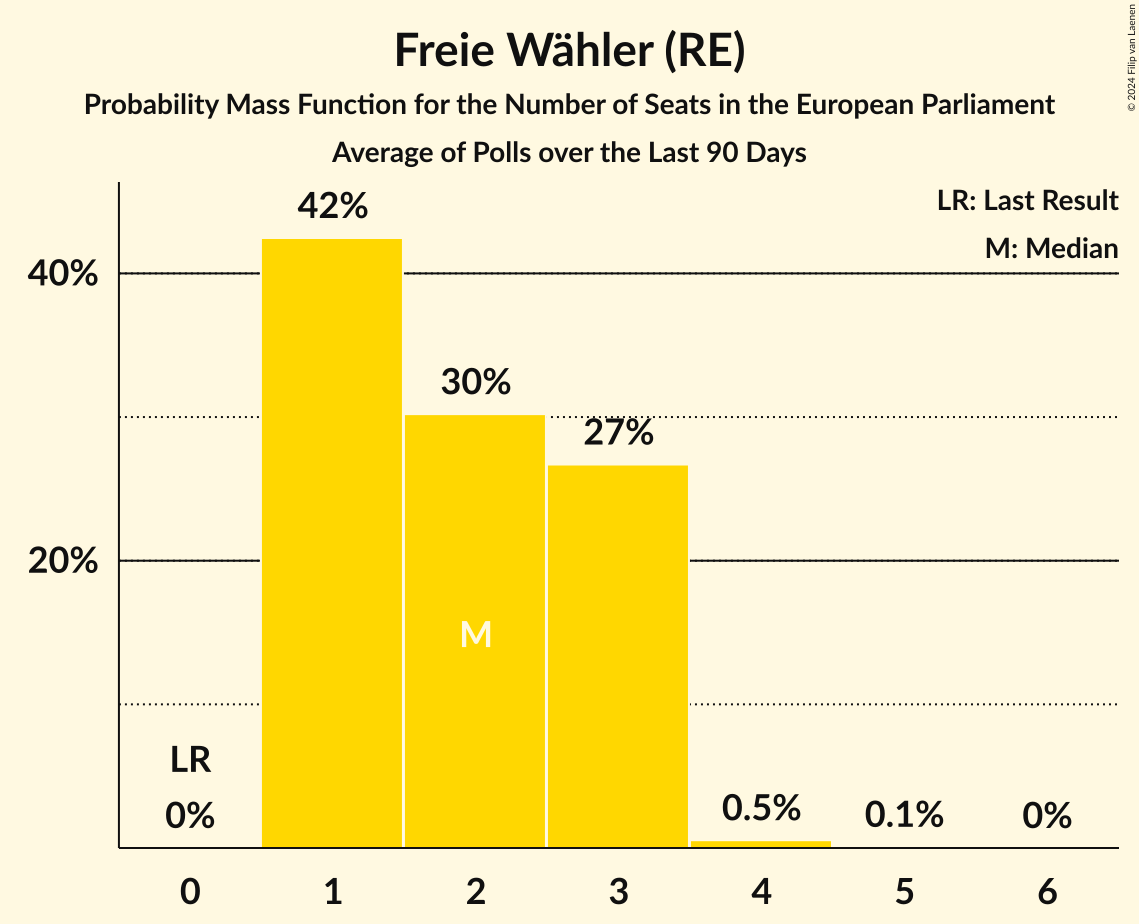 Freie Wähler (RE)
Probability Mass Function for the Number of Seats in the European Parliament
Average of Polls over the Last 90 Days
© 2024 Filip van Laenen
LR: Last Result
M: Median
42%
40%
30%
27%
20%
M
LR
0%
0.5%
0.1%
0%
0 1 2 3 4 5 6